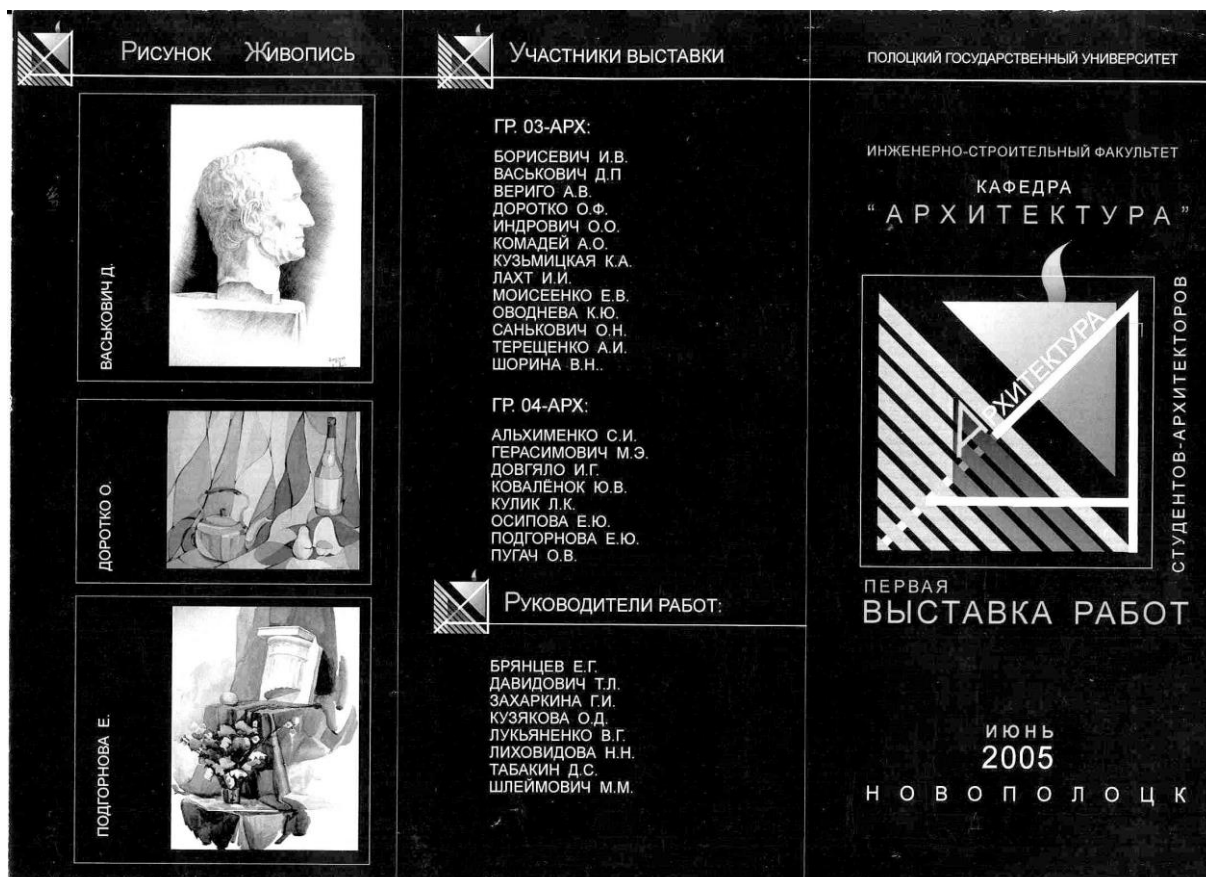 Рисунок Живопись
ВАСЬКОВИЧ Д.
ДОРОТКО О.
ПОДГОРНОВА Е.
Участники выставки
ГР. 03-АРХ:
БОРИСЕВИЧ И.В.
ВАСЬКОВИЧ Д.П
ВЕРИГО А.В.
ДОРОТКО О.Ф.
ИНДРОВИЧ О.О.
КОМАДЕЙ А.О.
КУЗЬМИЦКАЯ К.А.
ЛАХТ И.И.
МОИСЕЕНКО Е.В.
ОВОДНЕВА К.Ю.
САНЬКОВИЧ О.Н.
ТЕРЕЩЕНКО А.И.
ШОРИНА В.Н..
ГР. 04-АРХ:
АЛЬХИМЕНКО С.И.
ГЕРАСИМОВИЧ М.Э.
ДОВГЯЛО И.Г.
КОВАЛЁНОК Ю.В.
КУЛИК Л.К.
ОСИПОВА Е.Ю.
ПОДГОРНОВА Е.Ю.
ПУГАЧ О.В.
Руководители работ:
БРЯНЦЕВ Е.Г.
ДАВИДОВИЧ Т.Л.
ЗАХАРКИНА Г.И.
КУЗЯКОВА О.Д.
ЛУКЬЯНЕНКО В.Г.
ЛИХОВИДОВА Н.Н.
ТАБАКИН Д.С.
ШЛЕЙМОВИЧ М.М.
ПОЛОЦКИЙ ГОСУДАРСТВЕННЫЙ УНИВЕРСИТЕТ
ИНЖЕНЕРНО-СТРОИТЕЛЬНЫЙ ФАКУЛЬТЕТ
КАФЕДРА
"АРХИТЕКТУРА"
АРХИТЕКТУРА
СТУДЕНТОВ-АРХИТЕКТОРОВ
ПЕРВАЯ
ВЫСТАВКА РАБОТ
ИЮНЬ
2005
НОВОПОЛОЦК